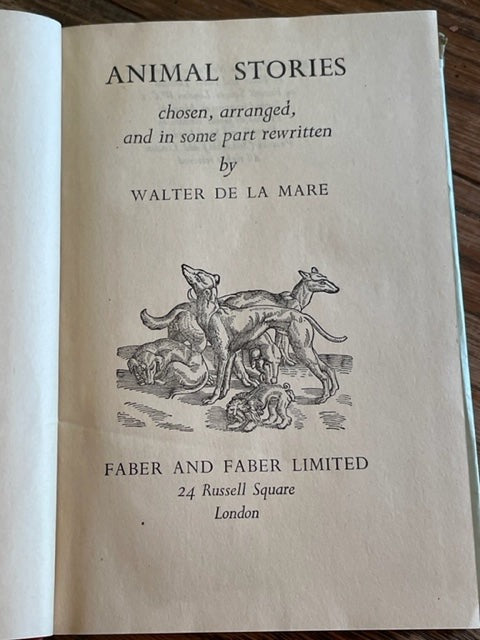 ANIMAL STORIES
chosen, arranged,
and in some part rewritten
by
WALTER DE LA MARE
FABER AND FABER LIMITED
24 Russell Square
London